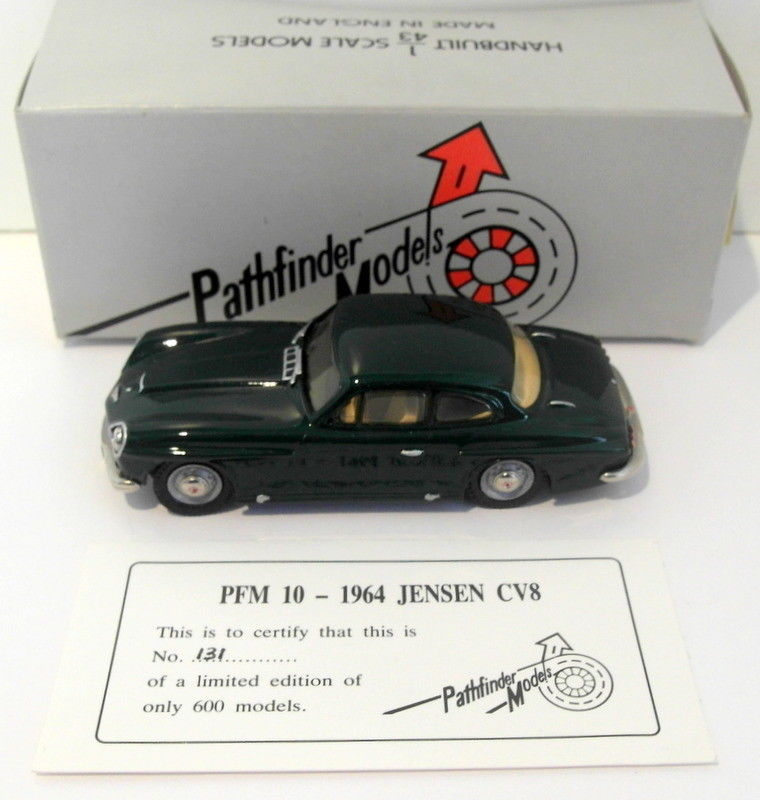 HANDBUILT 1/43 SCALE MODELS
MADE IN ENGLAND
Pathfinder
Models
PFM 10 – 1964 JENSEN CV8
This is to certify that this is
No. ..131..............
of a limited edition of
only 600 models.
Pathfinder
Models